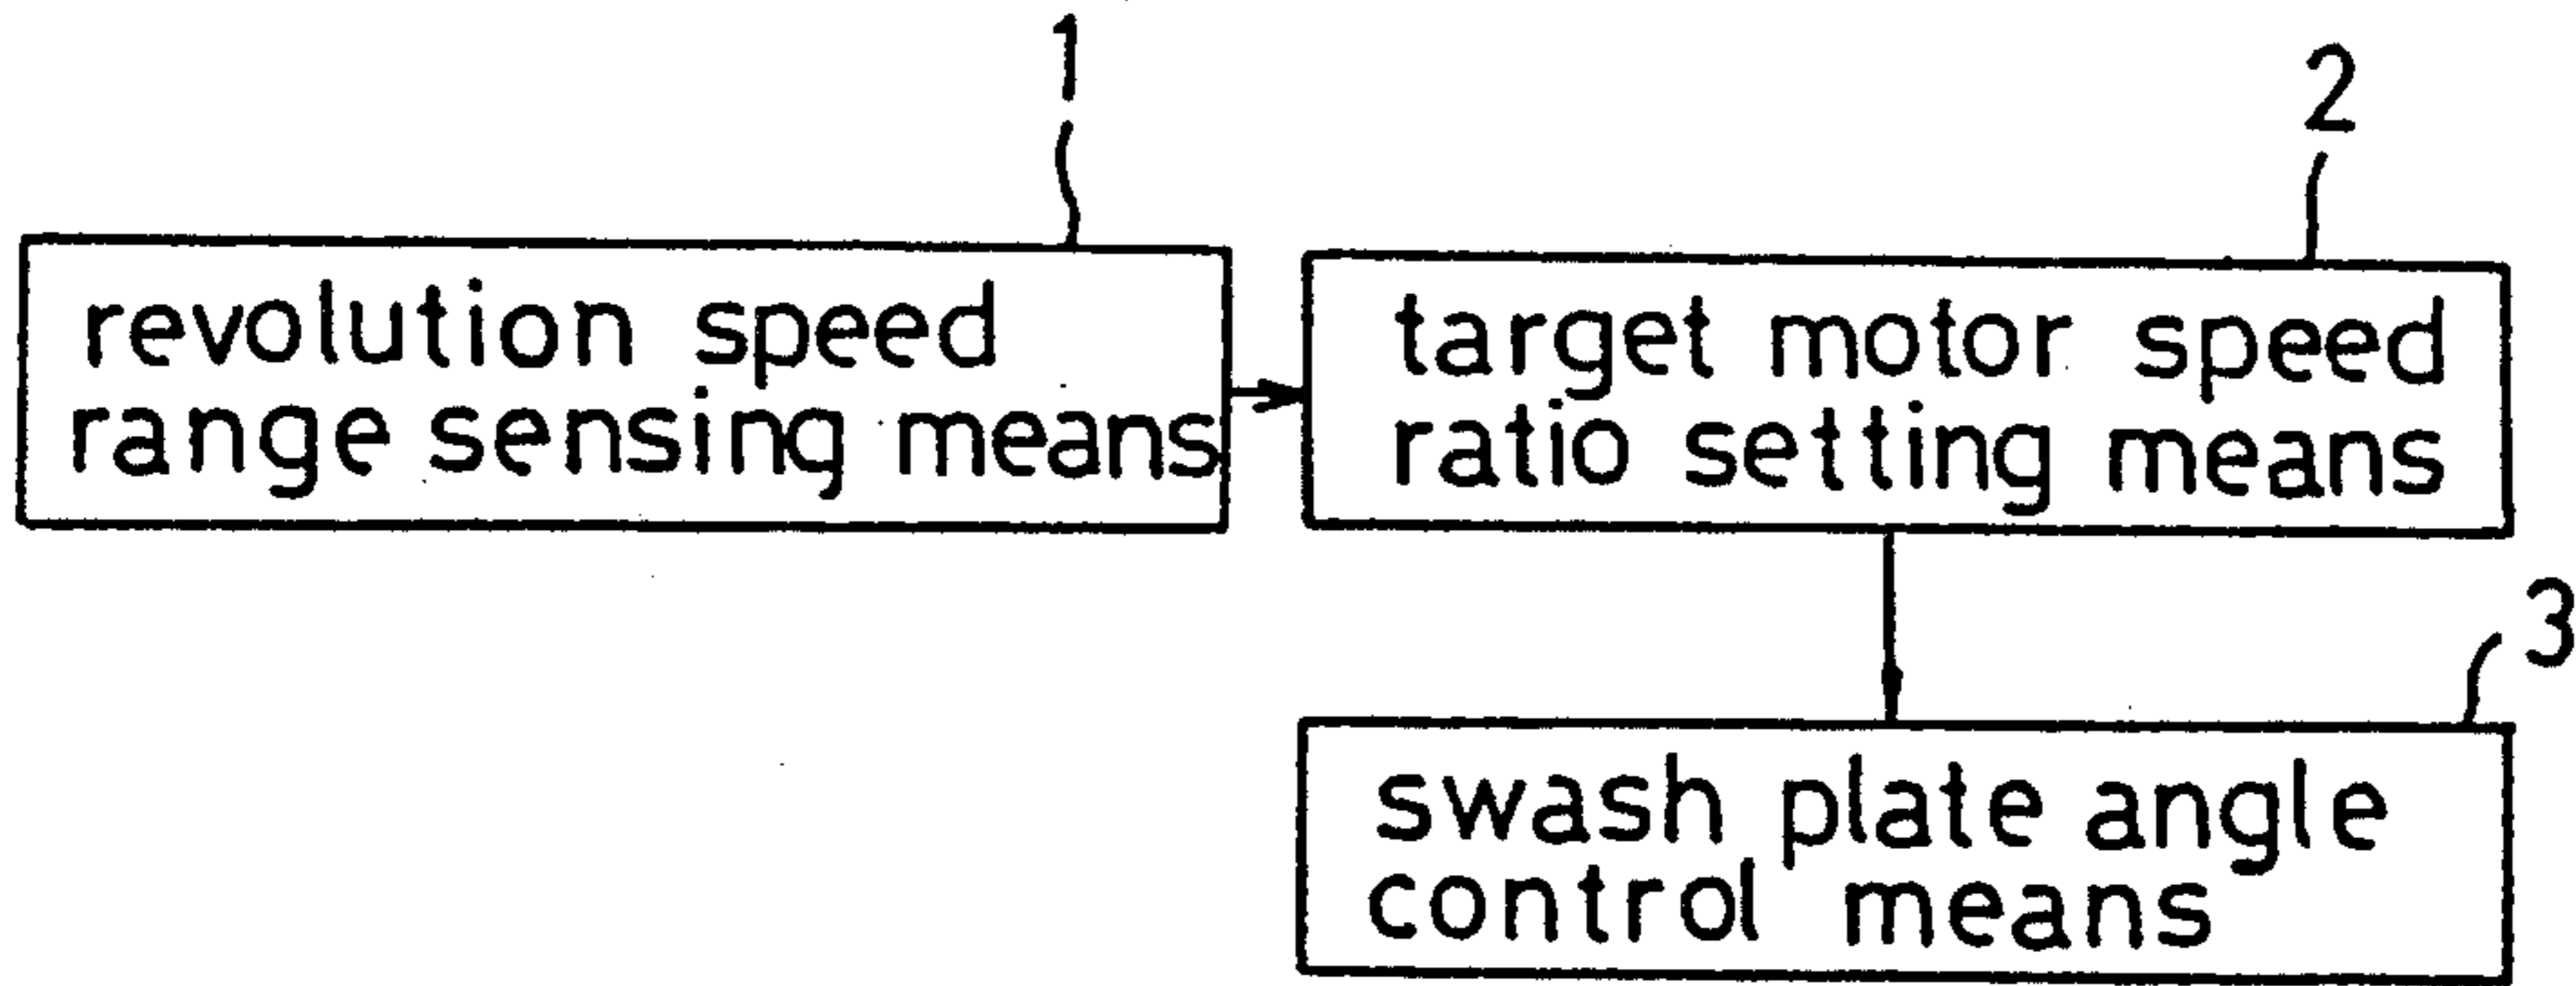 1
2
revolution speed
range sensing means
target motor speed
ratio setting means
3
swash plate angle
control means